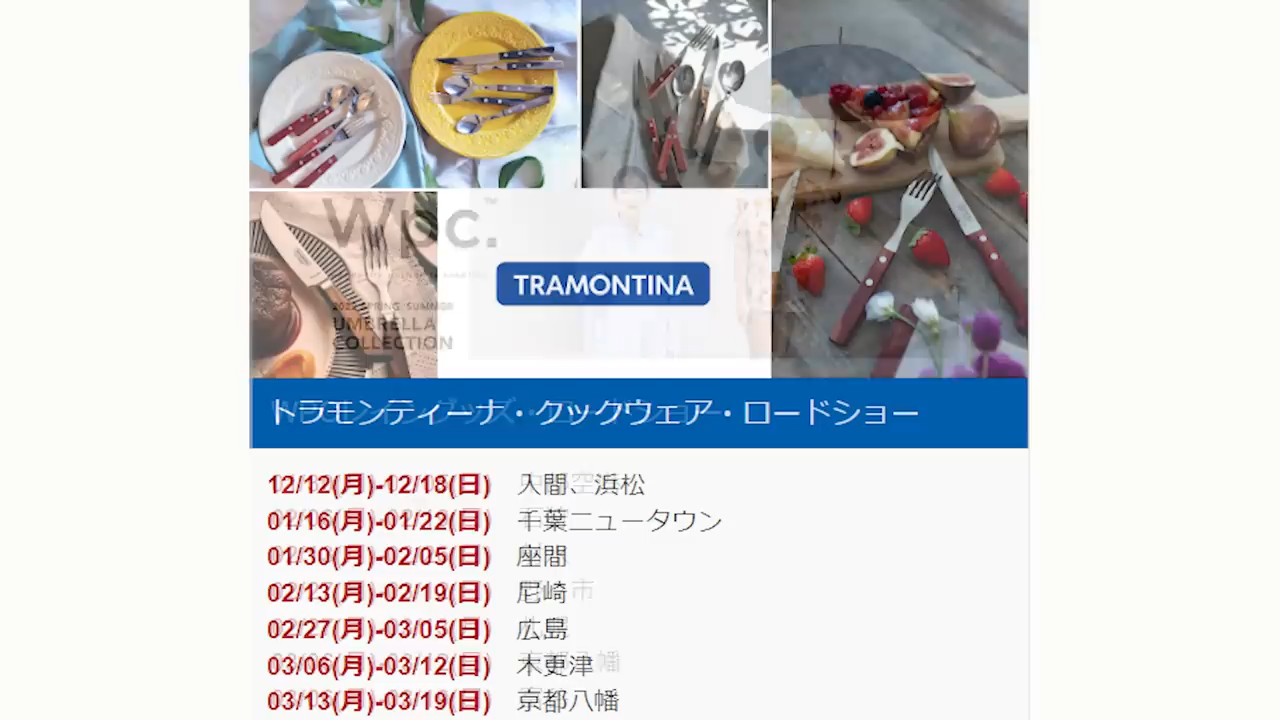 Wpc.
TRAMONTINA
UMBRELLA
COLLECTION
トラモンティーナ・クックウェア・ロードショー
12/12(月)-12/18(日) 入間、浜松
01/16(月)-01/22(日) 千葉ニュータウン
01/30(月)-02/05(日) 座間
02/13(月)-02/19(日) 尼崎
02/27(月)-03/05(日) 広島
03/06(月)-03/12(日) 木更津
03/13(月)-03/19(日) 京都八幡